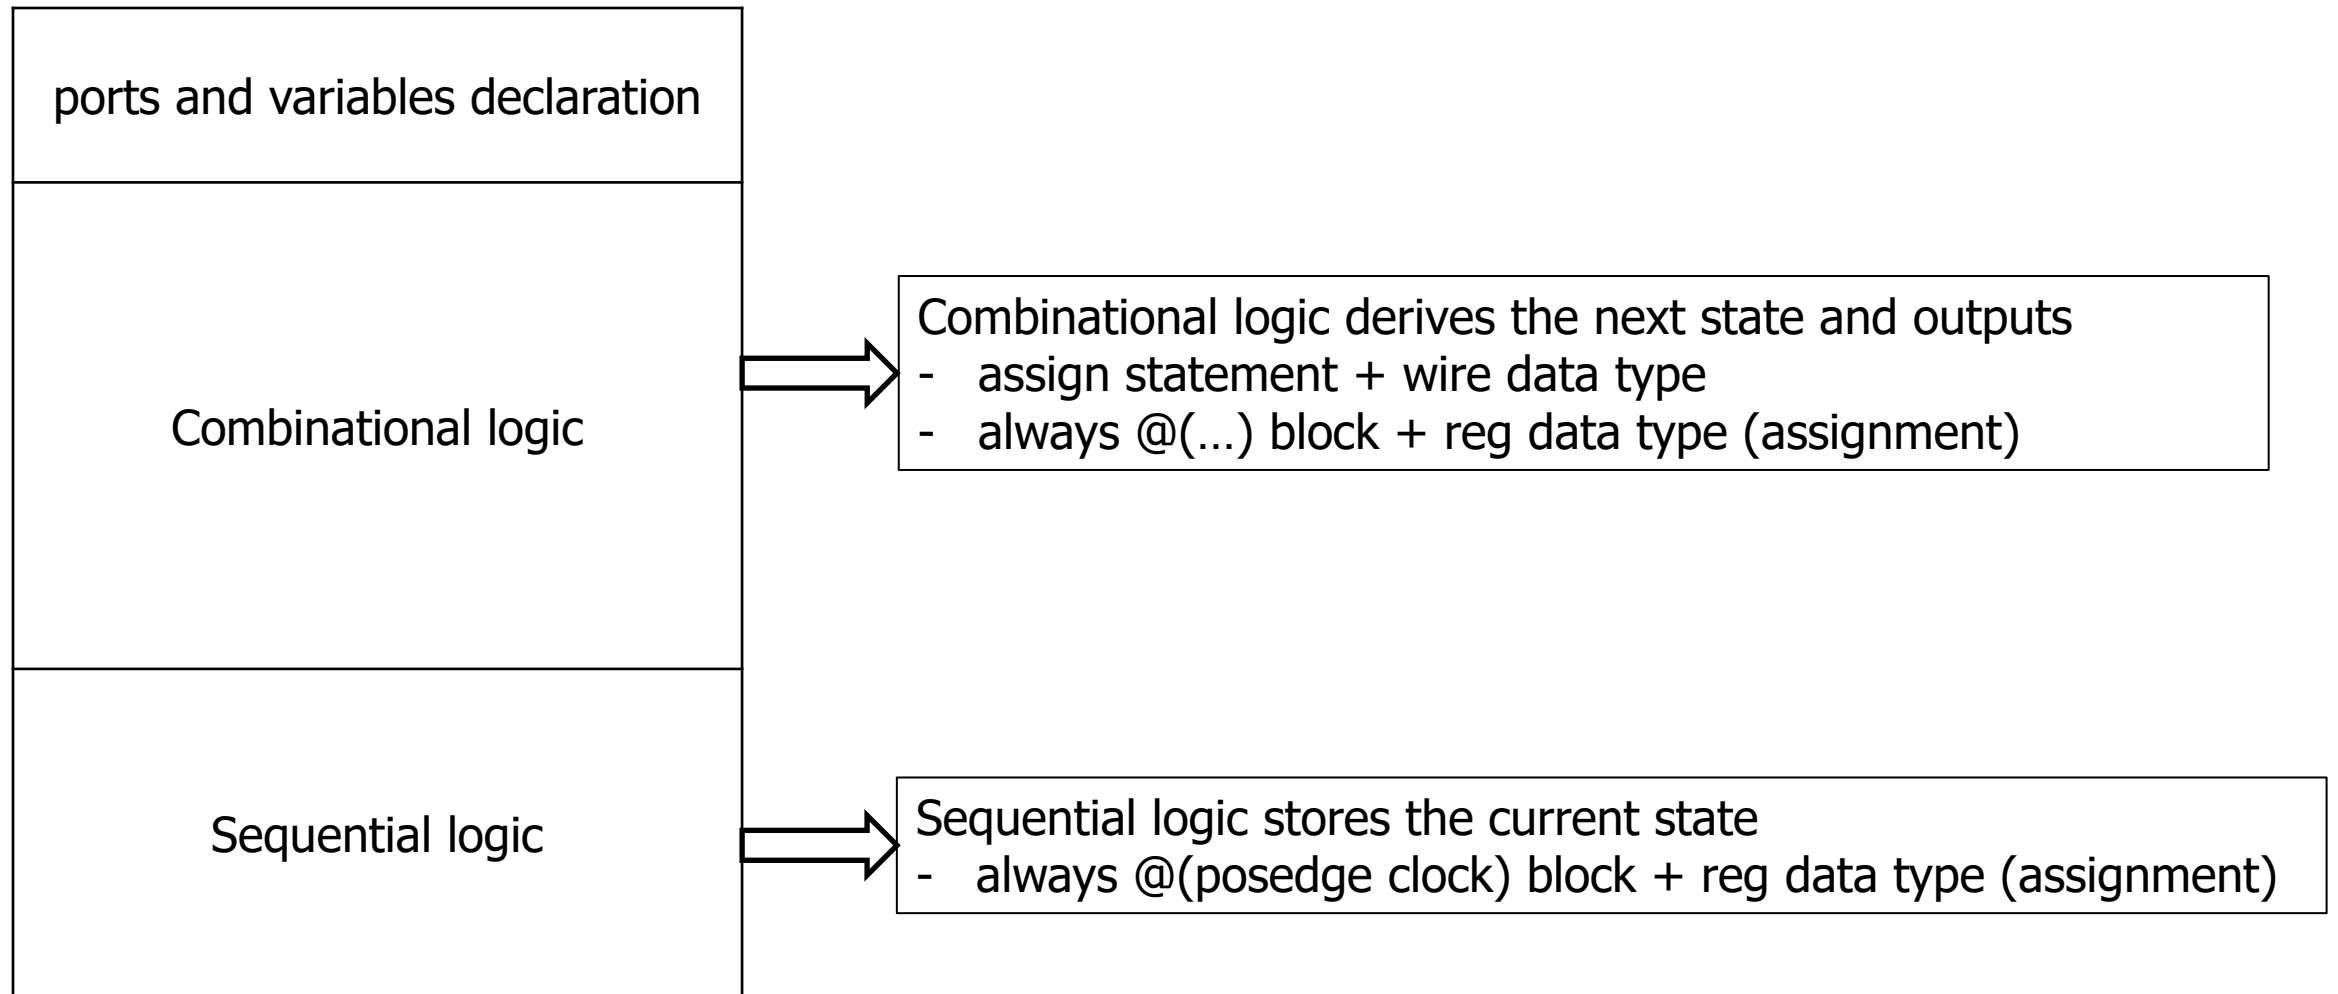 ports and variables declaration
Combinational logic
Combinational logic derives the next state and outputs
- assign statement + wire data type
- always @(...) block + reg data type (assignment)
Sequential logic
Sequential logic stores the current state
- always @(posedge clock) block + reg data type (assignment)